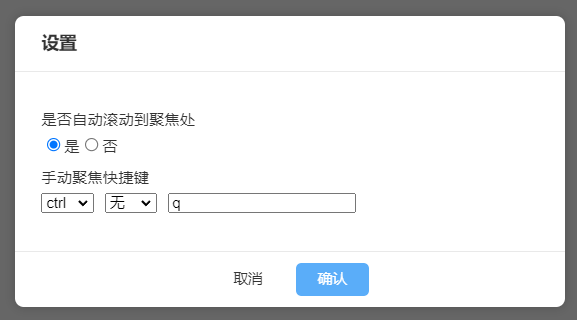 设置
是否自动滚动到聚焦处
是 否
手动聚焦快捷键
ctrl 无 q
取消 确认